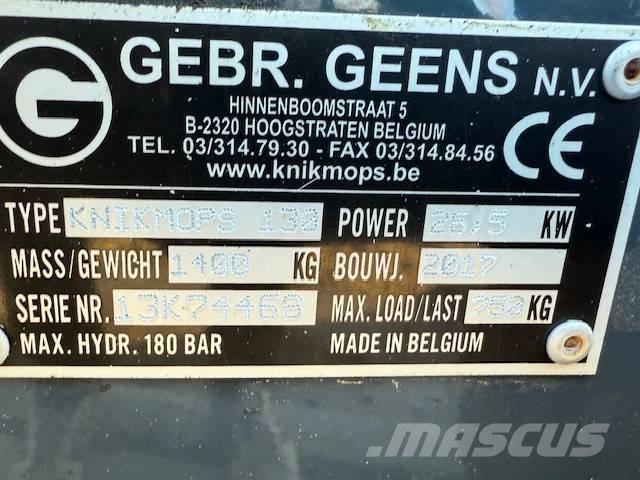 G
GEBR. GEENS N.V.
HINNENBOOMSTRAAT 5
B-2320 HOOGSTRATEN BELGIUM
TEL. 03/314.79.30 - FAX 03/314.84.56
www.knikmops.be
CE
TYPE KNIKMOPS 130 POWER 26,5 KW
MASS/GEWICHT 1400 KG BOUWJ. 2017
SERIE NR. 13K74468 MAX. LOAD/LAST 750 KG
MAX. HYDR. 180 BAR MADE IN BELGIUM
MASCUS